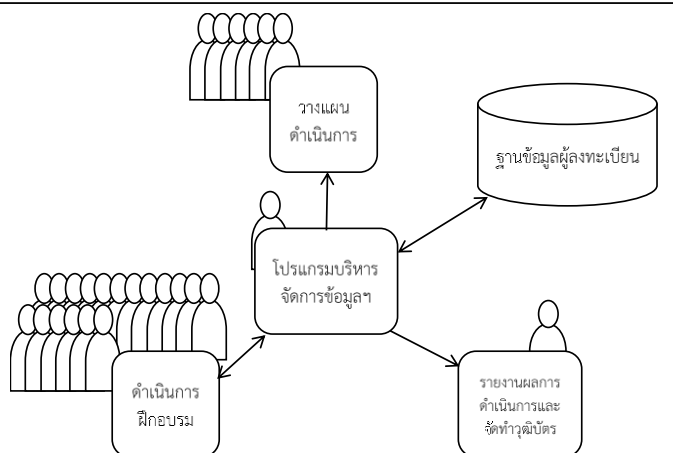 วางแผน
ดำเนินการ
ฐานข้อมูลผู้ลงทะเบียน
โปรแกรมบริหาร
จัดการข้อมูลฯ
ดำเนินการ
ฝึกอบรม
รายงานผลการ
ดำเนินการและ
จัดทำวุฒิบัตร